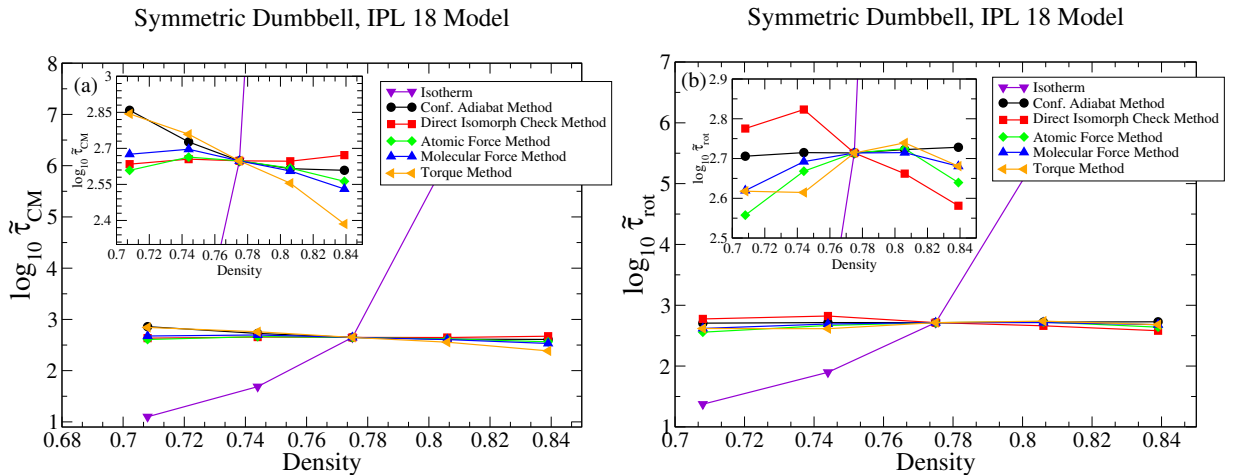 Symmetric Dumbbell, IPL 18 Model
8
7
6
5
4
3
2
1
log10 τ̃CM
0.68 0.7 0.72 0.74 0.76 0.78 0.8 0.82 0.84
Density
(a)
3
2.85
2.7
2.55
2.4
log10 τ̃CM
0.7 0.72 0.74 0.76 0.78 0.8 0.82 0.84
Density
Isotherm
Conf. Adiabat Method
Direct Isomorph Check Method
Atomic Force Method
Molecular Force Method
Torque Method
Symmetric Dumbbell, IPL 18 Model
7
6
5
4
3
2
1
log10 τ̃rot
0.7 0.72 0.74 0.76 0.78 0.8 0.82 0.84
Density
(b)
2.9
2.8
2.7
2.6
2.5
log10 τ̃rot
0.7 0.72 0.74 0.76 0.78 0.8 0.82 0.84
Density
Isotherm
Conf. Adiabat Method
Direct Isomorph Check Method
Atomic Force Method
Molecular Force Method
Torque Method